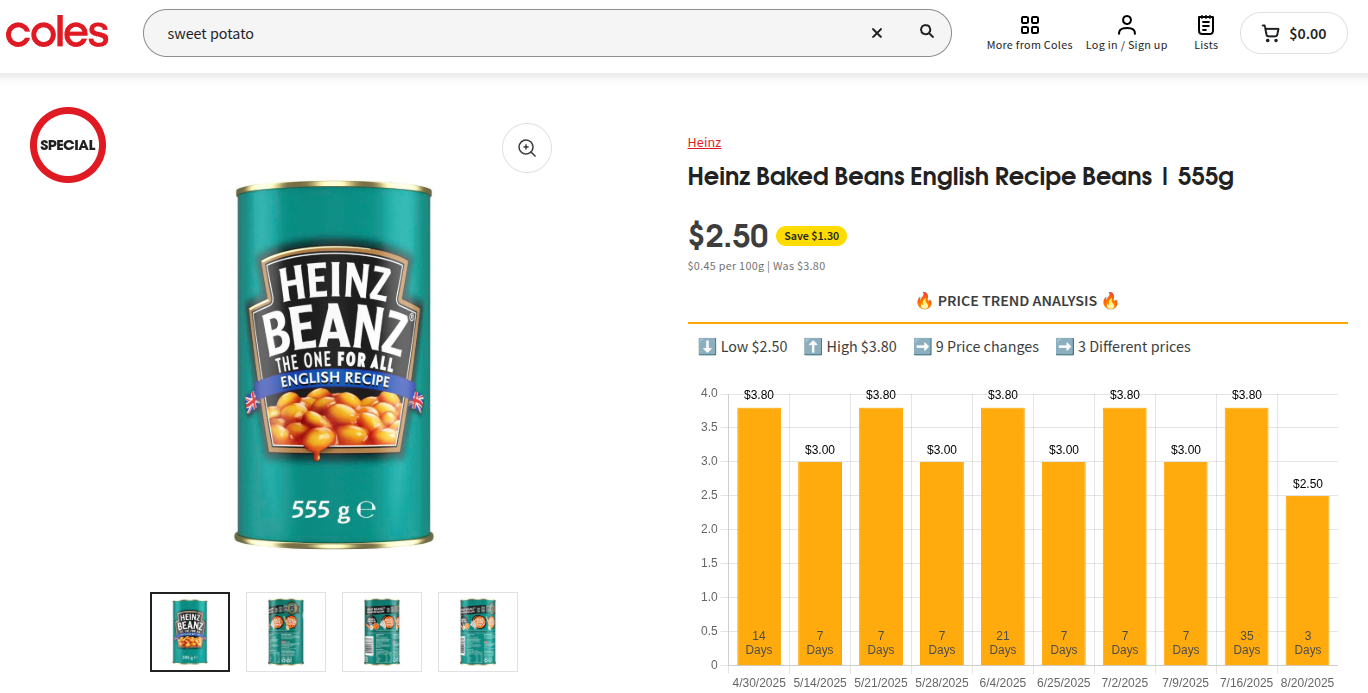 coles
sweet potato
More from Coles
Log in / Sign up
Lists
$0.00
SPECIAL
HEINZ
BEANZ
®
THE ONE FOR ALL
ENGLISH RECIPE
555 g ℮
Heinz
Heinz Baked Beans English Recipe Beans | 555g
$2.50 Save $1.30
$0.45 per 100g | Was $3.80
🔥 PRICE TREND ANALYSIS 🔥
⬇️ Low $2.50 ⬆️ High $3.80 ➡️ 9 Price changes ➡️ 3 Different prices
4.0
3.5
3.0
2.5
2.0
1.5
1.0
0.5
0
$3.80 $3.00 $3.80 $3.00 $3.80 $3.00 $3.80 $3.00 $3.80 $2.50
14 7 7 7 21 7 7 7 35 3
Days Days Days Days Days Days Days Days Days Days
4/30/2025 5/14/2025 5/21/2025 5/28/2025 6/4/2025 6/25/2025 7/2/2025 7/9/2025 7/16/2025 8/20/2025
HEINZ
BEANZ